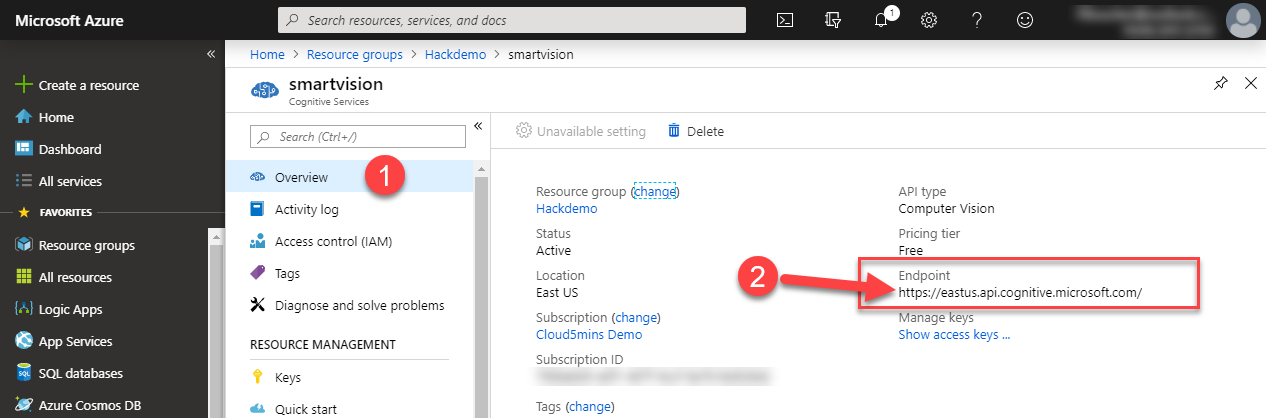 Microsoft Azure
Search resources, services, and docs
1
«
Create a resource
Home
Dashboard
All services
FAVORITES
Resource groups
All resources
Logic Apps
App Services
SQL databases
Azure Cosmos DB
Home > Resource groups > Hackdemo > smartvision
smartvision
Cognitive Services
Search (Ctrl+/)
«
Overview
1
Activity log
Access control (IAM)
Tags
Diagnose and solve problems
RESOURCE MANAGEMENT
Keys
Quick start
Unavailable setting
Delete
Resource group (change)
Hackdemo
Status
Active
Location
East US
Subscription (change)
Cloud5mins Demo
Subscription ID
Tags (change)
API type
Computer Vision
Pricing tier
Free
2
Endpoint
https://eastus.api.cognitive.microsoft.com/
Manage keys
Show access keys ...